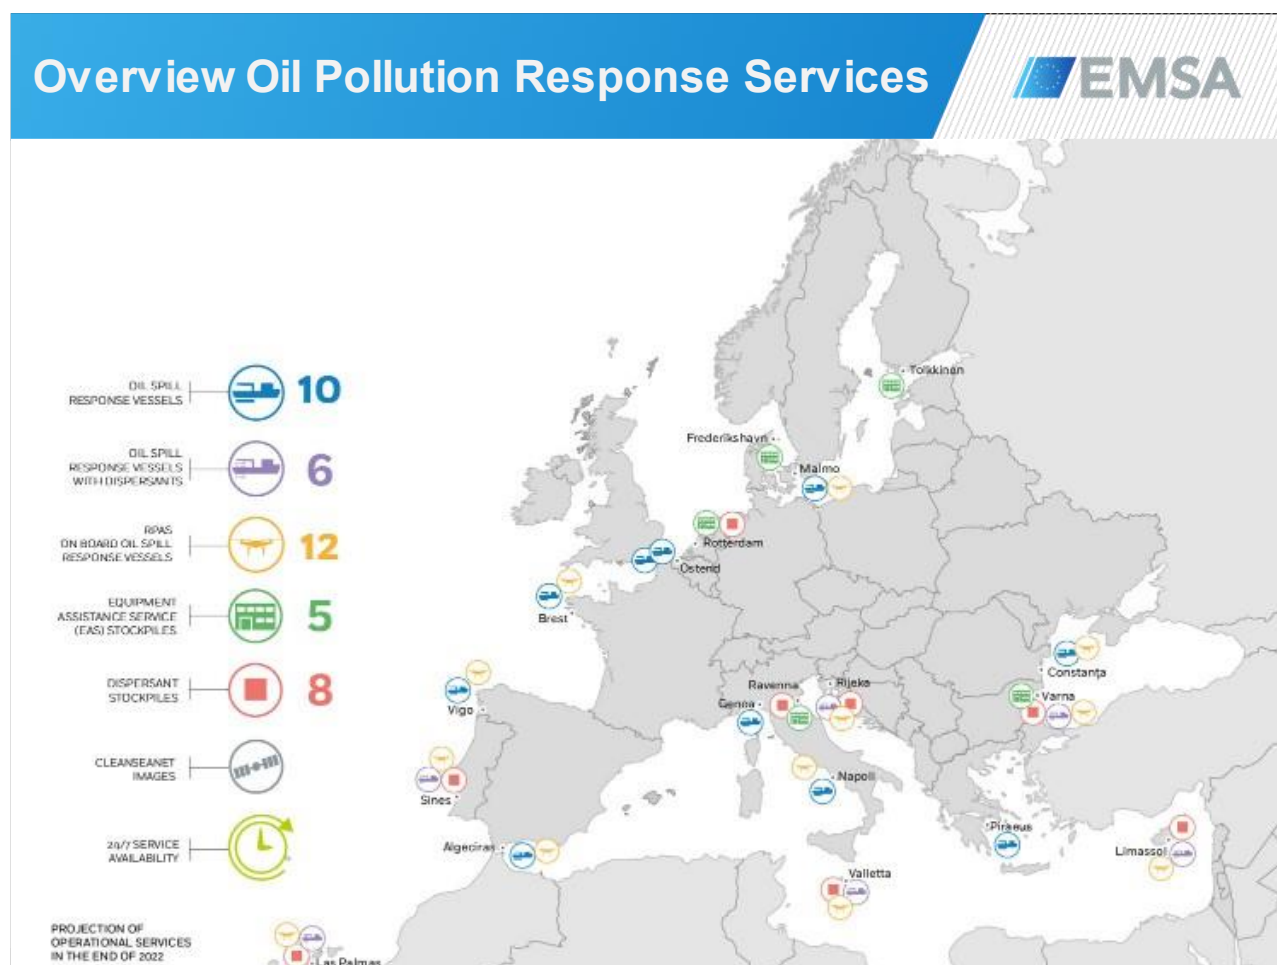 Overview Oil Pollution Response Services
EMSA
OIL SPILL
RESPONSE VESSELS
10
OIL SPILL
RESPONSE VESSELS
WITH DISPERSANTS
6
RPAS
ON BOARD OIL SPILL
RESPONSE VESSELS
12
EQUIPMENT
ASSISTANCE SERVICE
(EAS) STOCKPILES
5
DISPERSANT
STOCKPILES
8
CLEANSEANET
IMAGES
24/7 SERVICE
AVAILABILITY
PROJECTION OF
OPERATIONAL SERVICES
IN THE END OF 2022
Tolkkinen
Frederikshavn
Malmo
Rotterdam
Ostend
Brest
Constanţa
Ravenna
Rijeka
Varna
Genoa
Vigo
Napoli
Sines
Piraeus
Algeciras
Limassol
Valletta
Las Palmas